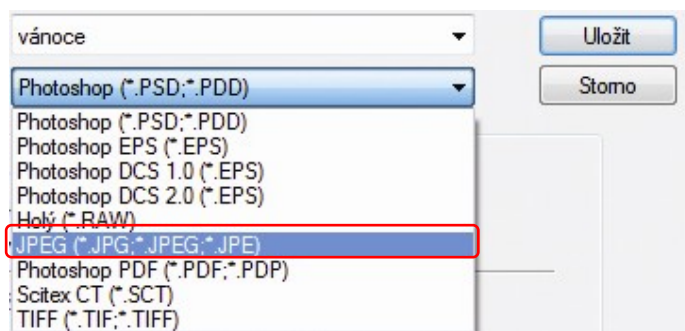 vánoce
Uložit
Photoshop (*.PSD;*.PDD)
Storno
Photoshop (*.PSD;*.PDD)
Photoshop EPS (*.EPS)
Photoshop DCS 1.0 (*.EPS)
Photoshop DCS 2.0 (*.EPS)
Holý (*.RAW)
JPEG (*.JPG;*.JPEG;*.JPE)
Photoshop PDF (*.PDF;*.PDP)
Scitex CT (*.SCT)
TIFF (*.TIF;*.TIFF)